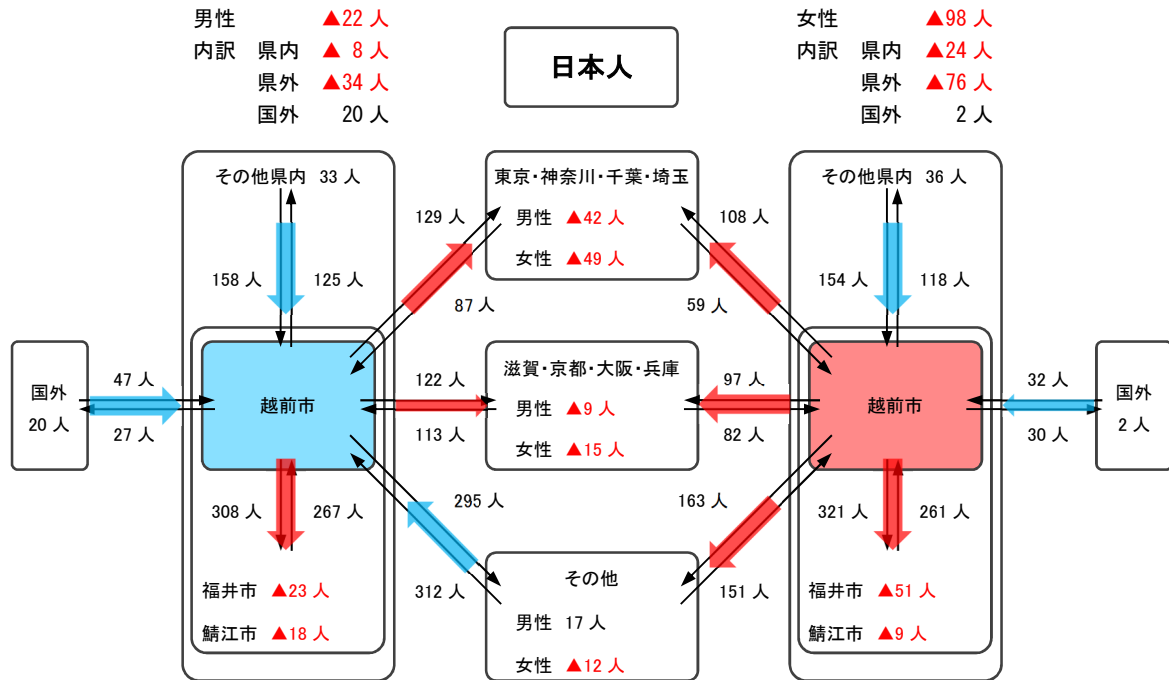 男性 ▲22 人
内訳 県内 ▲ 8 人
県外 ▲34 人
国外 20 人
日本人
女性 ▲98 人
内訳 県内 ▲24 人
県外 ▲76 人
国外 2 人
その他県内 33 人
158 人 125 人
越前市
308 人 267 人
福井市 ▲23 人
鯖江市 ▲18 人
国外
20 人
47 人
27 人
129 人
87 人
122 人
113 人
295 人
312 人
東京・神奈川・千葉・埼玉
男性 ▲42 人
女性 ▲49 人
滋賀・京都・大阪・兵庫
男性 ▲9 人
女性 ▲15 人
その他
男性 17 人
女性 ▲12 人
108 人
59 人
97 人
82 人
163 人
151 人
その他県内 36 人
154 人 118 人
越前市
321 人 261 人
福井市 ▲51 人
鯖江市 ▲9 人
32 人
30 人
国外
2 人